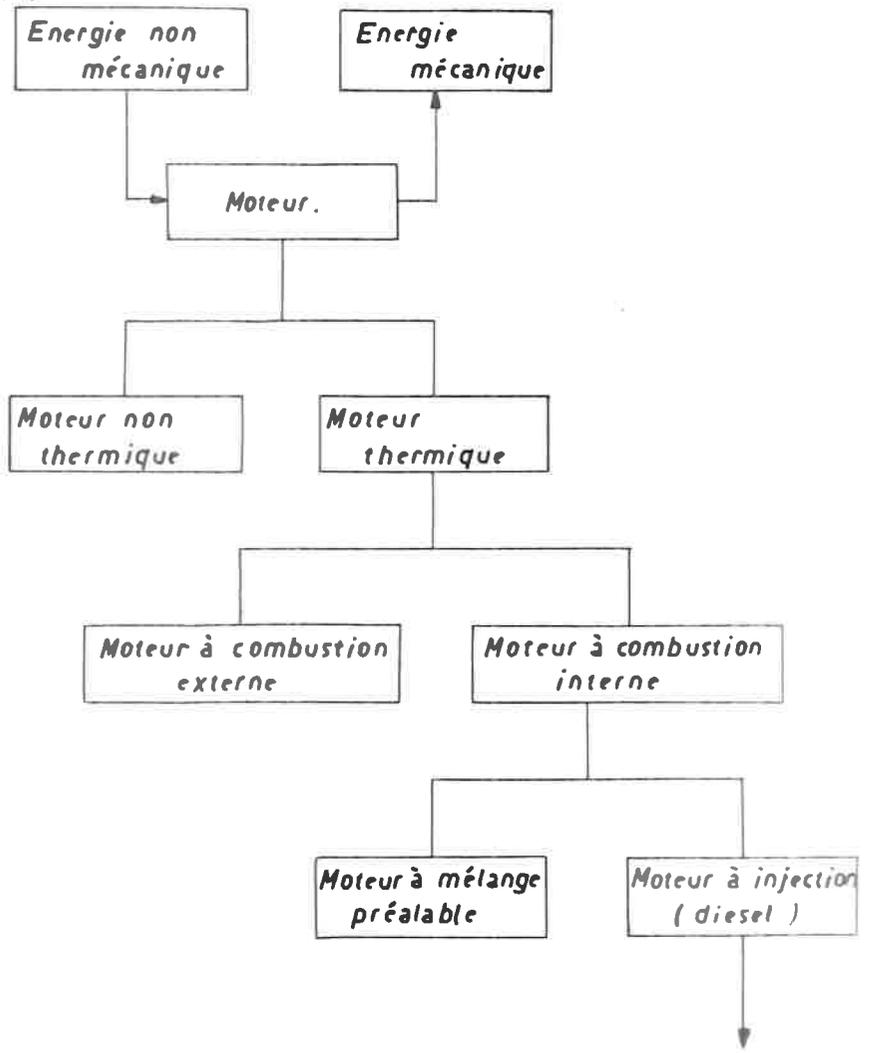 Energie non
mécanique
Energie
mécanique
Moteur.
Moteur non
thermique
Moteur
thermique
Moteur à combustion
externe
Moteur à combustion
interne
Moteur à mélange
préalable
Moteur à injection
( diesel )